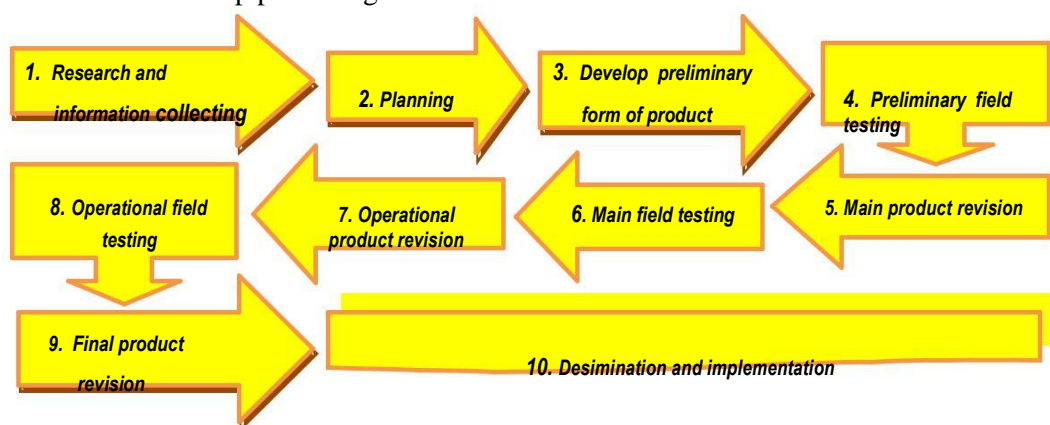 1. Research and
information collecting
2. Planning
3. Develop preliminary
form of product
4. Preliminary field
testing
8. Operational field
testing
7. Operational
product revision
6. Main field testing
5. Main product revision
9. Final product
revision
10. Desimination and implementation